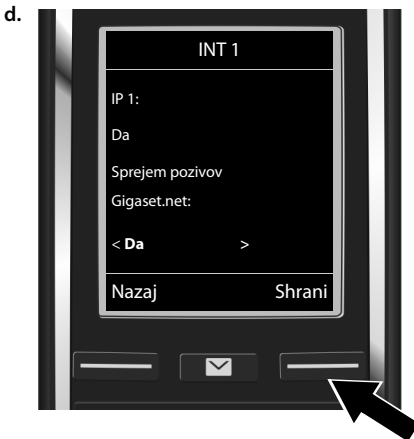 d.
INT 1
IP 1:
Da
Sprejem pozivov
Gigaset.net:
< Da >
Nazaj Shrani